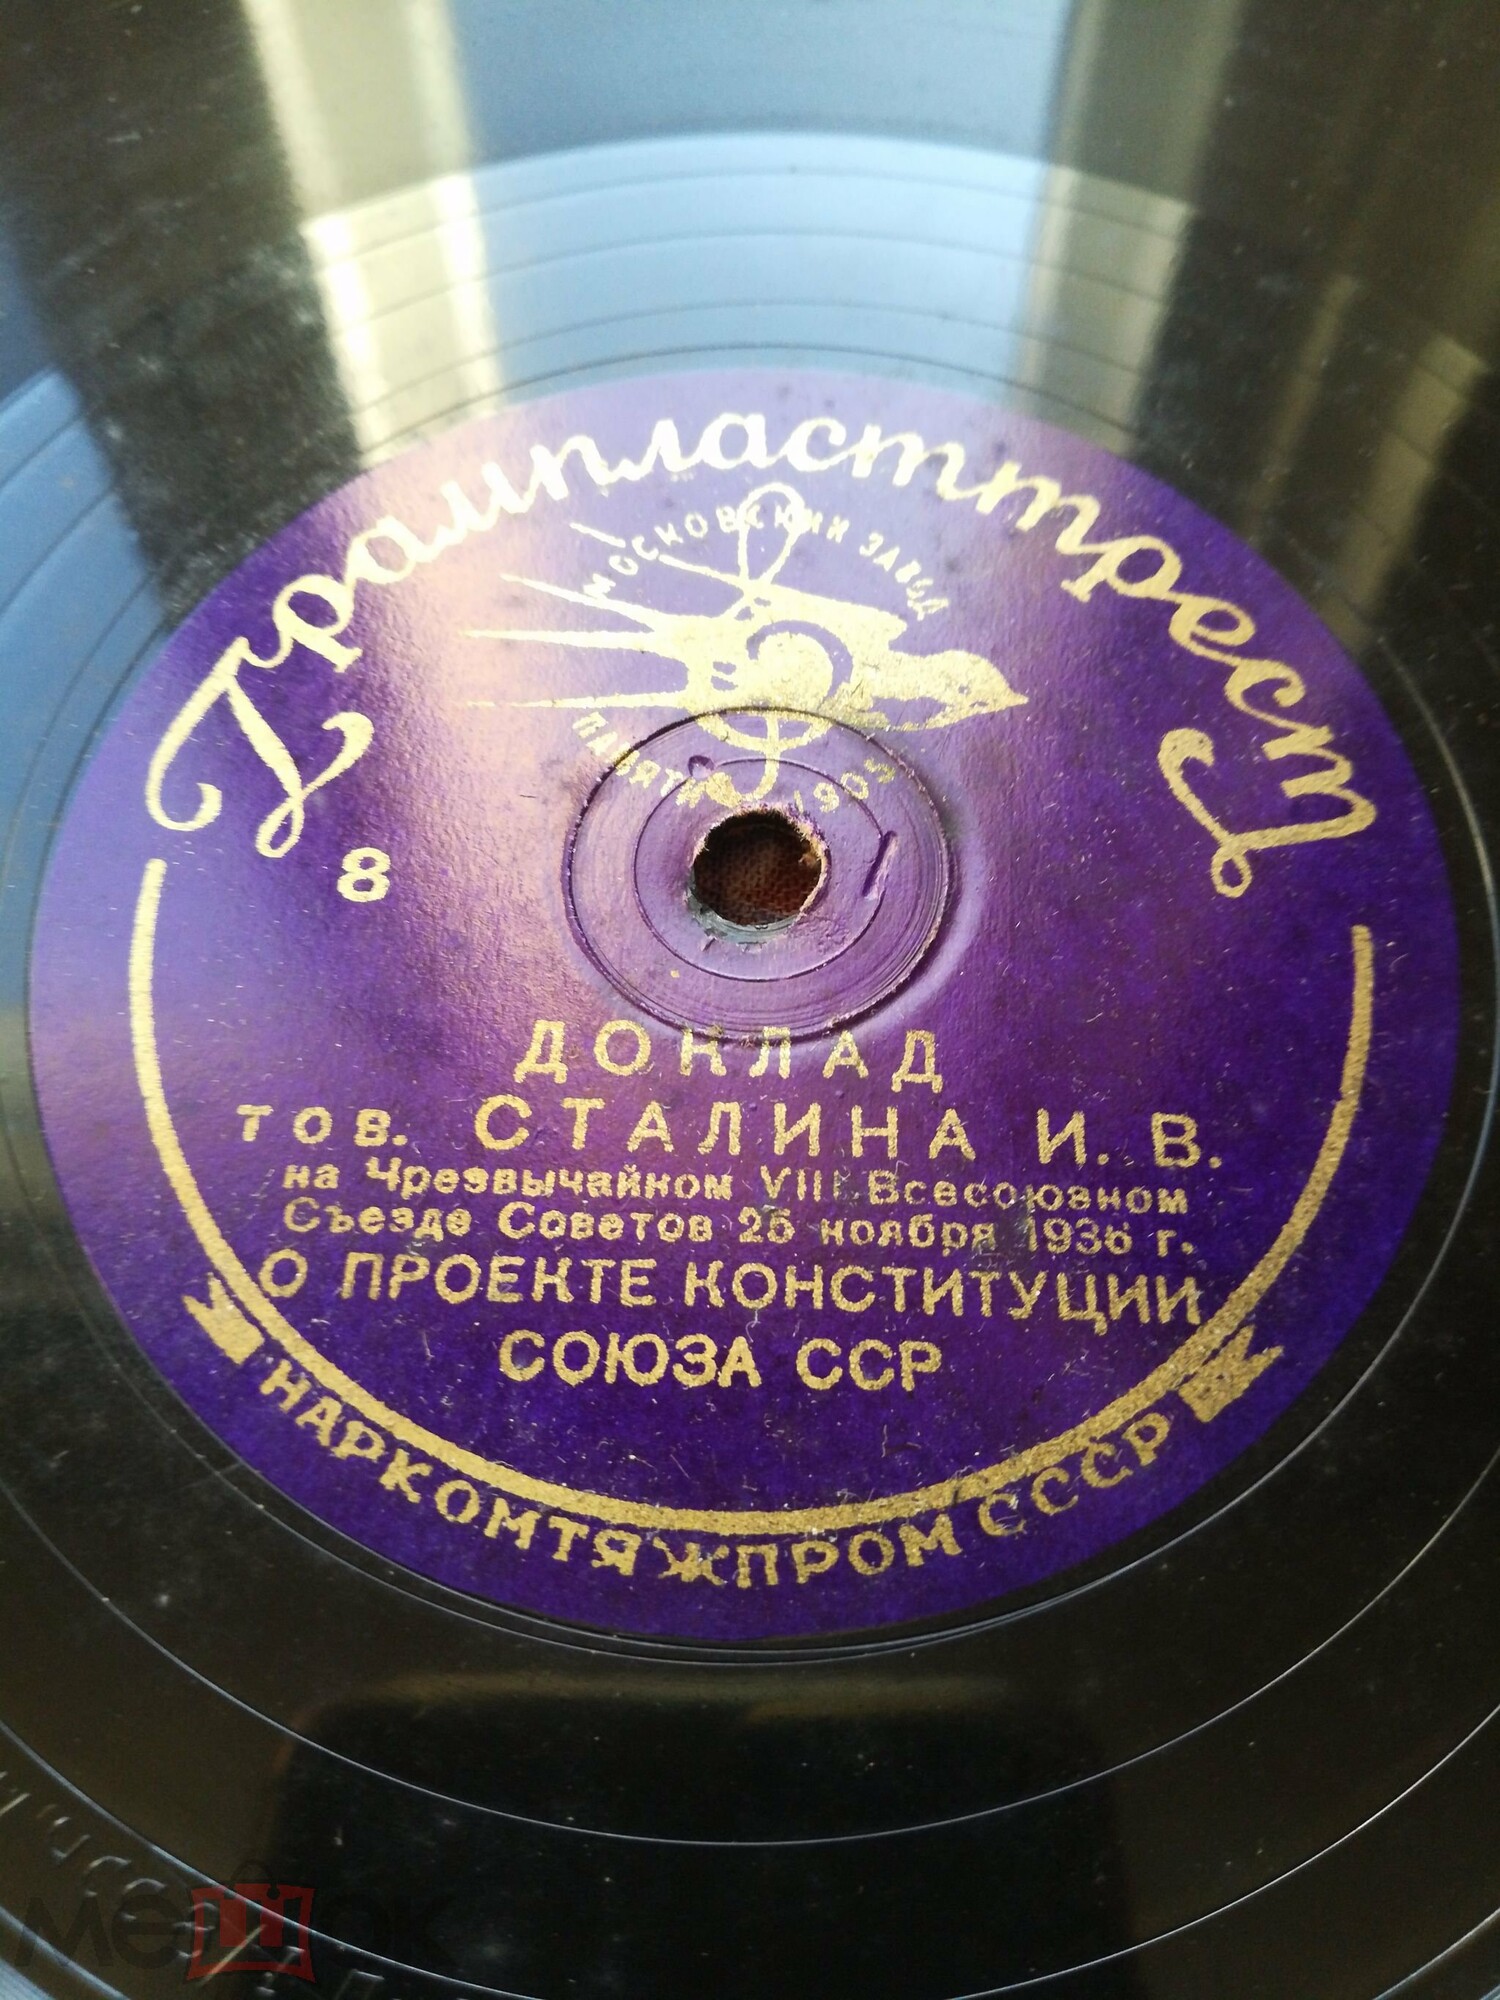 Грампласттрест
МОСКОВСКИЙ ЗАВОД
ПАМЯТИ 1905
8
ДОКЛАД
тов. СТАЛИНА И. В.
на Чрезвычайном VIII Всесоюзном
Съезде Советов 25 ноября 1936 г.
О ПРОЕКТЕ КОНСТИТУЦИИ
СОЮЗА ССР
НАРКОМТЯЖПРОМ СССР
мешок